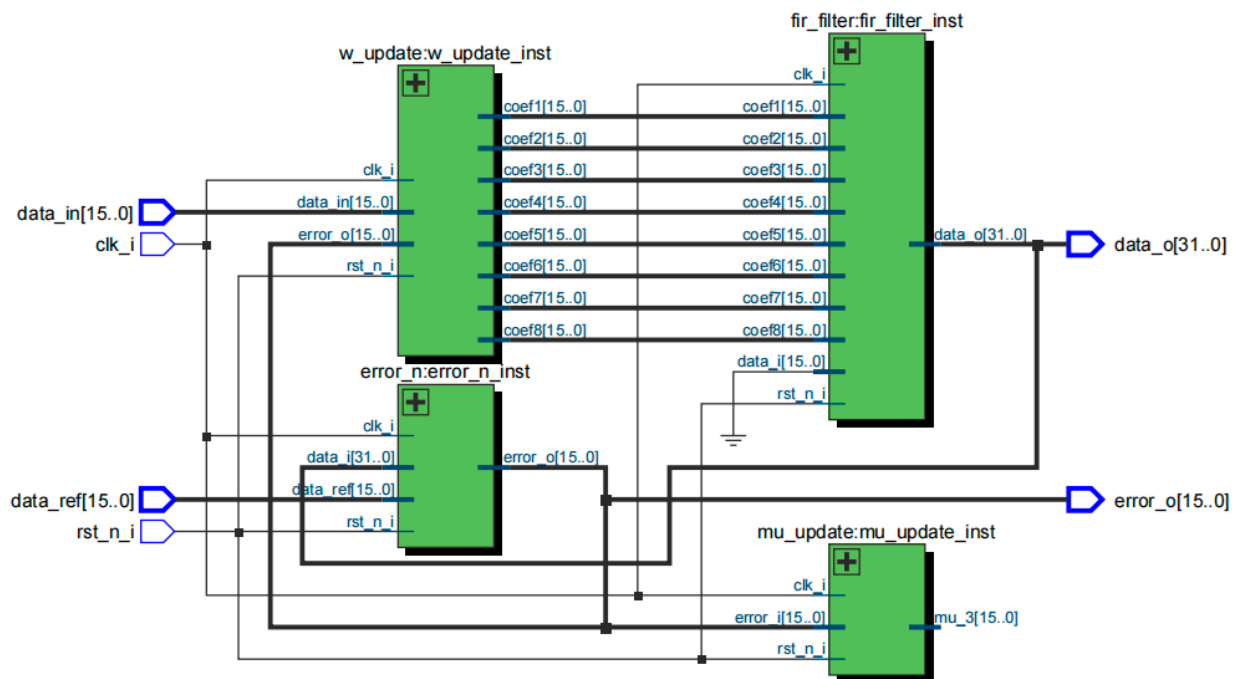 fir_filter:fir_filter_inst
w_update:w_update_inst
clk_i
coef1[15..0]
coef1[15..0]
coef2[15..0]
coef2[15..0]
clk_i
coef3[15..0]
coef3[15..0]
data_in[15..0]
data_in[15..0]
coef4[15..0]
coef4[15..0]
clk_i
error_o[15..0]
coef5[15..0]
coef5[15..0]
data_o[31..0]
data_o[31..0]
rst_n_i
coef6[15..0]
coef6[15..0]
coef7[15..0]
coef7[15..0]
coef8[15..0]
coef8[15..0]
data_i[15..0]
error_n:error_n_inst
rst_n_i
clk_i
data_i[31..0]
error_o[15..0]
data_ref[15..0]
data_ref[15..0]
error_o[15..0]
rst_n_i
rst_n_i
mu_update:mu_update_inst
clk_i
error_i[15..0]
mu_3[15..0]
rst_n_i